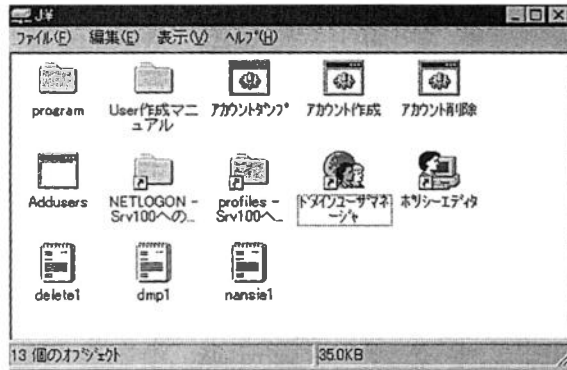 J¥
ファイル(F) 編集(E) 表示(V) ヘルプ(H)
program
User作成マニ
ュアル
アカウントダンプ
アカウント作成
アカウント削除
Addusers
NETLOGON -
Srv100への...
profiles -
Srv100へ...
ドメインユーザマネ
ージャ
ポリシーエディタ
delete1
dmp1
nansie1
13 個のオブジェクト 35.0KB